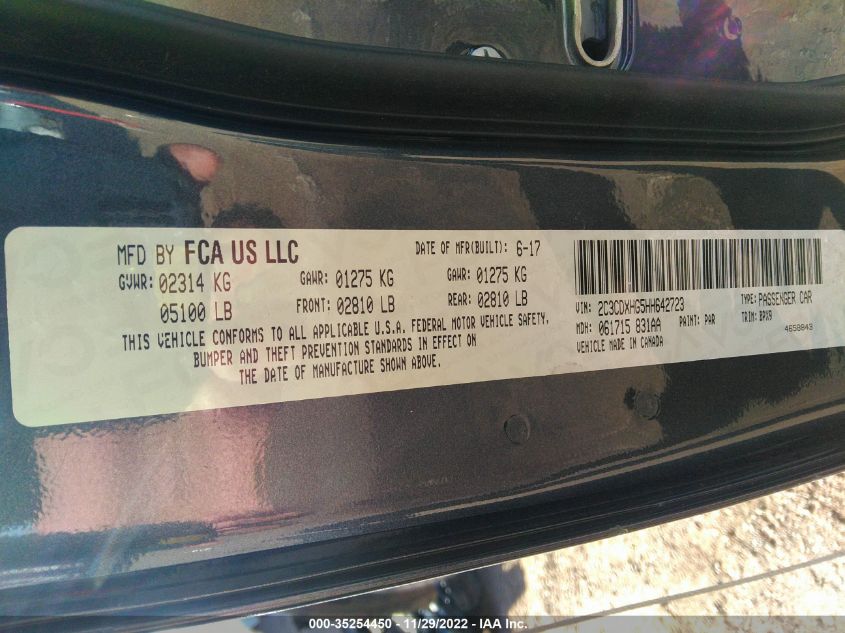 MFD BY FCA US LLC DATE OF MFR(BUILT): 6-17
GVWR: 02314 KG GAWR: 01275 KG GAWR: 01275 KG
05100 LB FRONT: 02810 LB REAR: 02810 LB
THIS VEHICLE CONFORMS TO ALL APPLICABLE U.S.A. FEDERAL MOTOR VEHICLE SAFETY,
BUMPER AND THEFT PREVENTION STANDARDS IN EFFECT ON
THE DATE OF MANUFACTURE SHOWN ABOVE.
VIN: 2C3CDXHG5HH642723 TYPE: PASSENGER CAR
MDH: 061715 831AA PAINT: PAR TRIM: BPX9
VEHICLE MADE IN CANADA 4658843
000-35254450 - 11/29/2022 - IAA Inc.